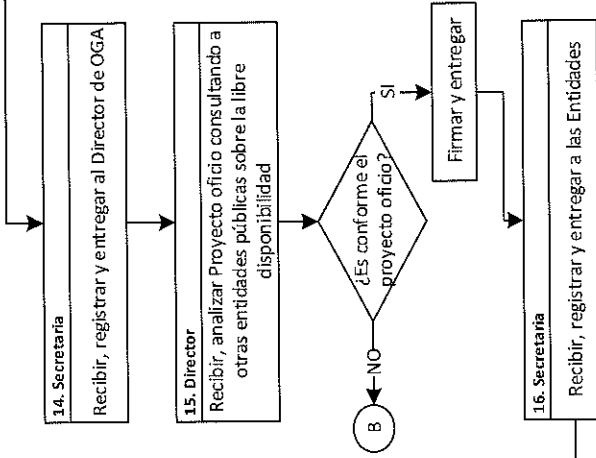 14. Secretaria
Recibir, registrar y entregar al Director de OGA
15. Director
Recibir, analizar Proyecto oficio consultando a
otras entidades públicas sobre la libre
disponibilidad
¿Es conforme el
proyecto oficio?
NO
B
SI
Firmar y entregar
16. Secretaria
Recibir, registrar y entregar a las Entidades